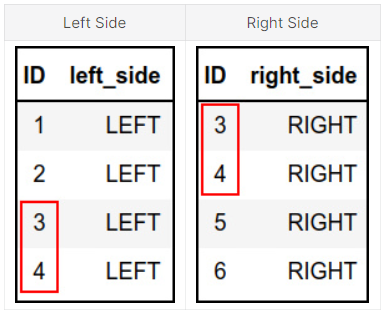 Left Side Right Side
ID left_side ID right_side
1 LEFT 3 RIGHT
2 LEFT 4 RIGHT
3 LEFT 5 RIGHT
4 LEFT 6 RIGHT